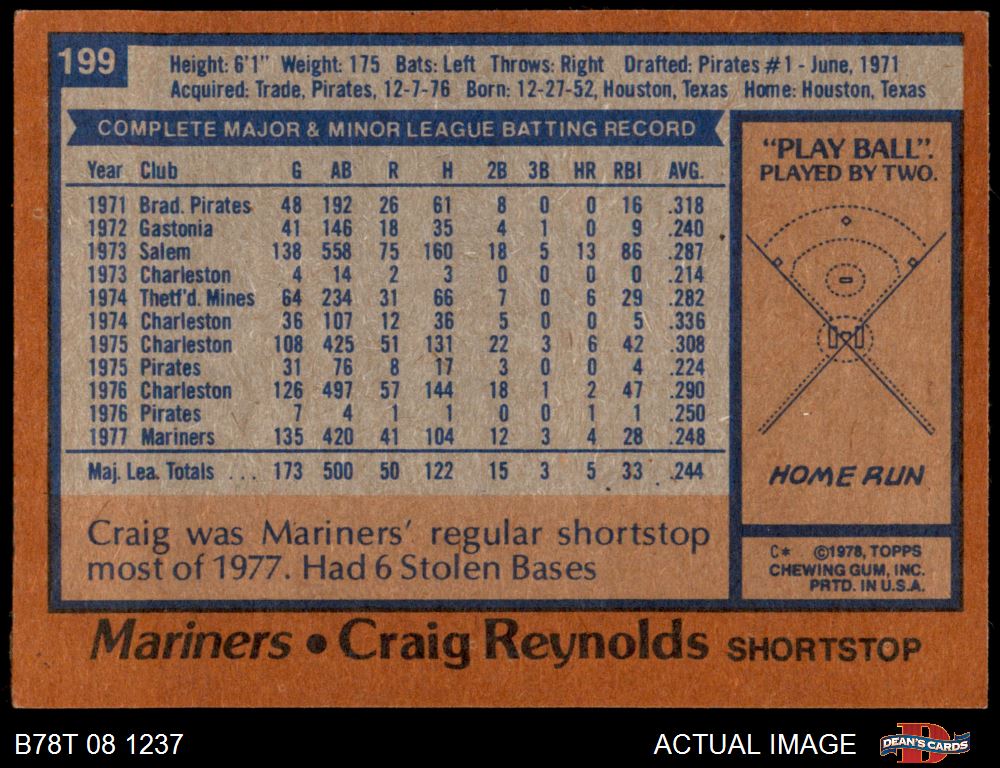 199
Height: 6'1" Weight: 175 Bats: Left Throws: Right Drafted: Pirates #1 - June, 1971
Acquired: Trade, Pirates, 12-7-76 Born: 12-27-52, Houston, Texas Home: Houston, Texas
COMPLETE MAJOR & MINOR LEAGUE BATTING RECORD
Year Club G AB R H 2B 3B HR RBI AVG.
1971 Brad. Pirates 48 192 26 61 8 0 0 16 .318
1972 Gastonia 41 146 18 35 4 1 0 9 .240
1973 Salem 138 558 75 160 18 5 13 86 .287
1973 Charleston 4 14 2 3 0 0 0 0 .214
1974 Thetf'd. Mines 64 234 31 66 7 0 6 29 .282
1974 Charleston 36 107 12 36 5 0 0 5 .336
1975 Charleston 108 425 51 131 22 3 6 42 .308
1975 Pirates 31 76 8 17 3 0 0 4 .224
1976 Charleston 126 497 57 144 18 1 2 47 .290
1976 Pirates 7 4 1 1 0 0 1 1 .250
1977 Mariners 135 420 41 104 12 3 4 28 .248
Maj. Lea. Totals ... 173 500 50 122 15 3 5 33 .244
Craig was Mariners' regular shortstop
most of 1977. Had 6 Stolen Bases
"PLAY BALL".
PLAYED BY TWO.
HOME RUN
C* ©1978, TOPPS
CHEWING GUM, INC.
PRTD. IN U.S.A.
Mariners • Craig Reynolds SHORTSTOP
B78T 08 1237
ACTUAL IMAGE
DEAN'S CARDS